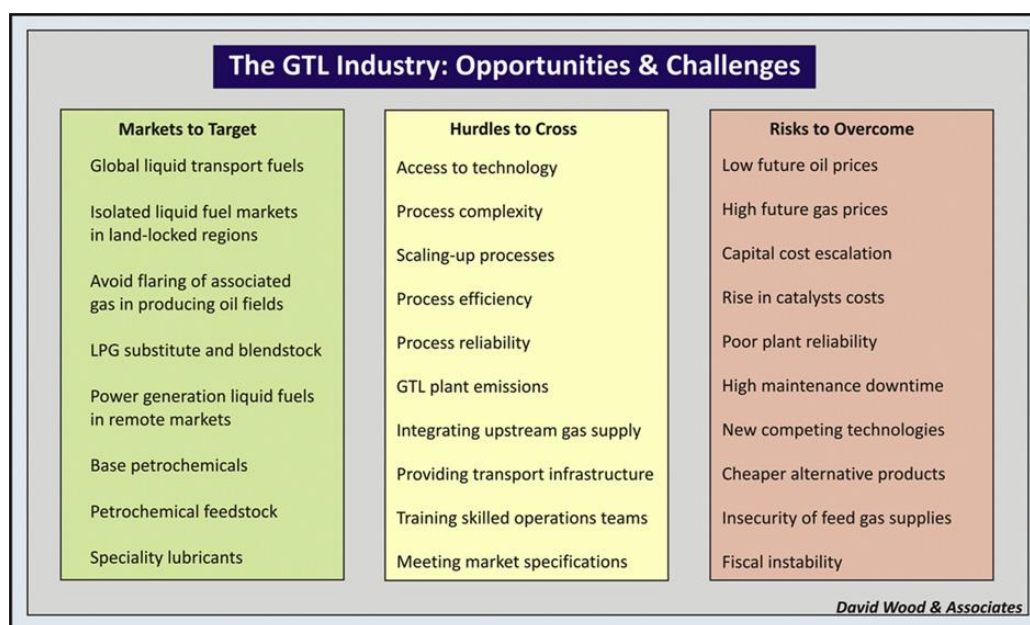 The GTL Industry: Opportunities & Challenges
Markets to Target
Global liquid transport fuels
Isolated liquid fuel markets
in land-locked regions
Avoid flaring of associated
gas in producing oil fields
LPG substitute and blendstock
Power generation liquid fuels
in remote markets
Base petrochemicals
Petrochemical feedstock
Speciality lubricants
Hurdles to Cross
Access to technology
Process complexity
Scaling-up processes
Process efficiency
Process reliability
GTL plant emissions
Integrating upstream gas supply
Providing transport infrastructure
Training skilled operations teams
Meeting market specifications
Risks to Overcome
Low future oil prices
High future gas prices
Capital cost escalation
Rise in catalysts costs
Poor plant reliability
High maintenance downtime
New competing technologies
Cheaper alternative products
Insecurity of feed gas supplies
Fiscal instability
David Wood & Associates